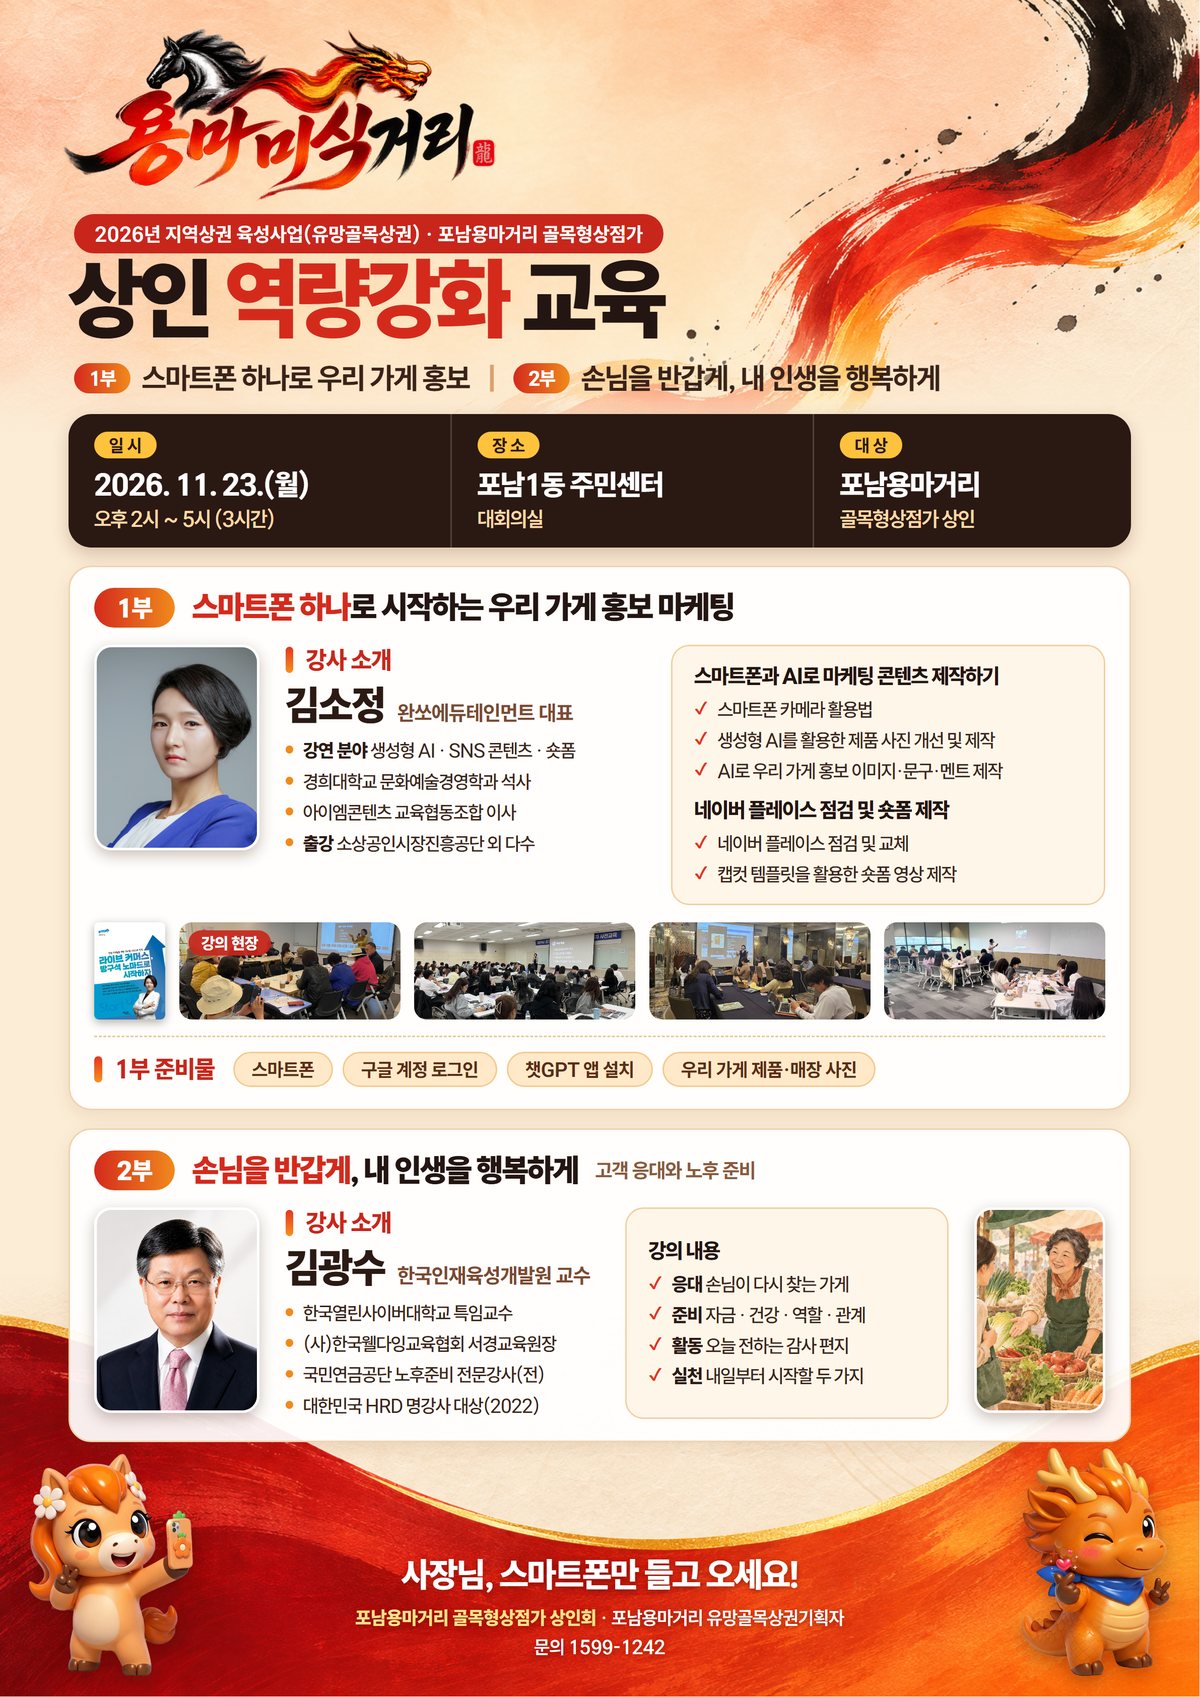 용마미식거리
龍
2026년 지역상권 육성사업(유망골목상권) · 포남용마거리 골목형상점가
상인 역량강화 교육
1부 스마트폰 하나로 우리 가게 홍보 | 2부 손님을 반갑게, 내 인생을 행복하게
일시
2026. 11. 23.(월)
오후 2시 ~ 5시 (3시간)
장소
포남1동 주민센터
대회의실
대상
포남용마거리
골목형상점가 상인
1부 스마트폰 하나로 시작하는 우리 가게 홍보 마케팅
강사 소개
김소정 완쏘에듀테인먼트 대표
강연 분야 생성형 AI · SNS 콘텐츠 · 숏폼
경희대학교 문화예술경영학과 석사
아이엠콘텐츠 교육협동조합 이사
출강 소상공인시장진흥공단 외 다수
스마트폰과 AI로 마케팅 콘텐츠 제작하기
✓ 스마트폰 카메라 활용법
✓ 생성형 AI를 활용한 제품 사진 개선 및 제작
✓ AI로 우리 가게 홍보 이미지·문구·멘트 제작
네이버 플레이스 점검 및 숏폼 제작
✓ 네이버 플레이스 점검 및 교체
✓ 캡컷 템플릿을 활용한 숏폼 영상 제작
라이브 커머스
방구석 노마드로
시작하자
강의 현장
1부 준비물
스마트폰
구글 계정 로그인
챗GPT 앱 설치
우리 가게 제품·매장 사진
2부 손님을 반갑게, 내 인생을 행복하게 고객 응대와 노후 준비
강사 소개
김광수 한국인재육성개발원 교수
한국열린사이버대학교 특임교수
(사)한국웰다잉교육협회 서경교육원장
국민연금공단 노후준비 전문강사(전)
대한민국 HRD 명강사 대상(2022)
강의 내용
✓ 응대 손님이 다시 찾는 가게
✓ 준비 자금 · 건강 · 역할 · 관계
✓ 활동 오늘 전하는 감사 편지
✓ 실천 내일부터 시작할 두 가지
사장님, 스마트폰만 들고 오세요!
포남용마거리 골목형상점가 상인회 · 포남용마거리 유망골목상권기획자
문의 1599-1242